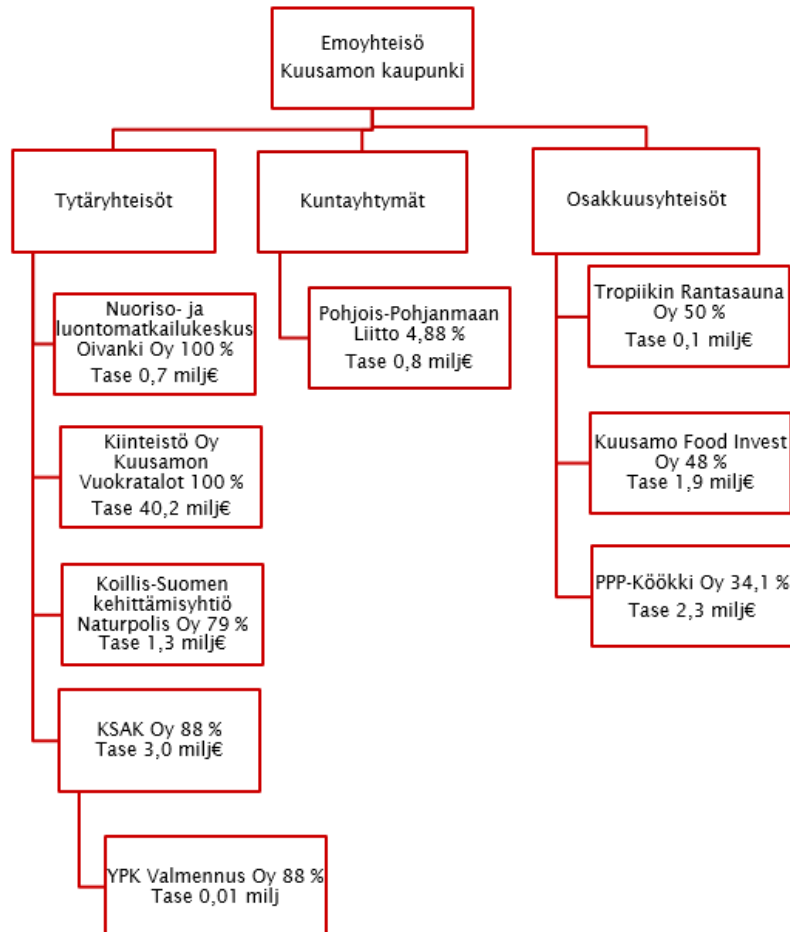 Emoyhteisö
Kuusamon kaupunki
Tytäryhteisöt
Kuntayhtymät
Osakkuusyhteisöt
Nuoriso- ja
luontomatkailukeskus
Oivanki Oy 100 %
Tase 0,7 milj€
Kiinteistö Oy
Kuusamon
Vuokratalot 100 %
Tase 40,2 milj€
Koillis-Suomen
kehittämisyhtiö
Naturpolis Oy 79 %
Tase 1,3 milj€
KSAK Oy 88 %
Tase 3,0 milj€
YPK Valmennus Oy 88 %
Tase 0,01 milj
Pohjois-Pohjanmaan
Liitto 4,88 %
Tase 0,8 milj€
Tropiikin Rantasauna
Oy 50 %
Tase 0,1 milj€
Kuusamo Food Invest
Oy 48 %
Tase 1,9 milj€
PPP-Köökki Oy 34,1 %
Tase 2,3 milj€